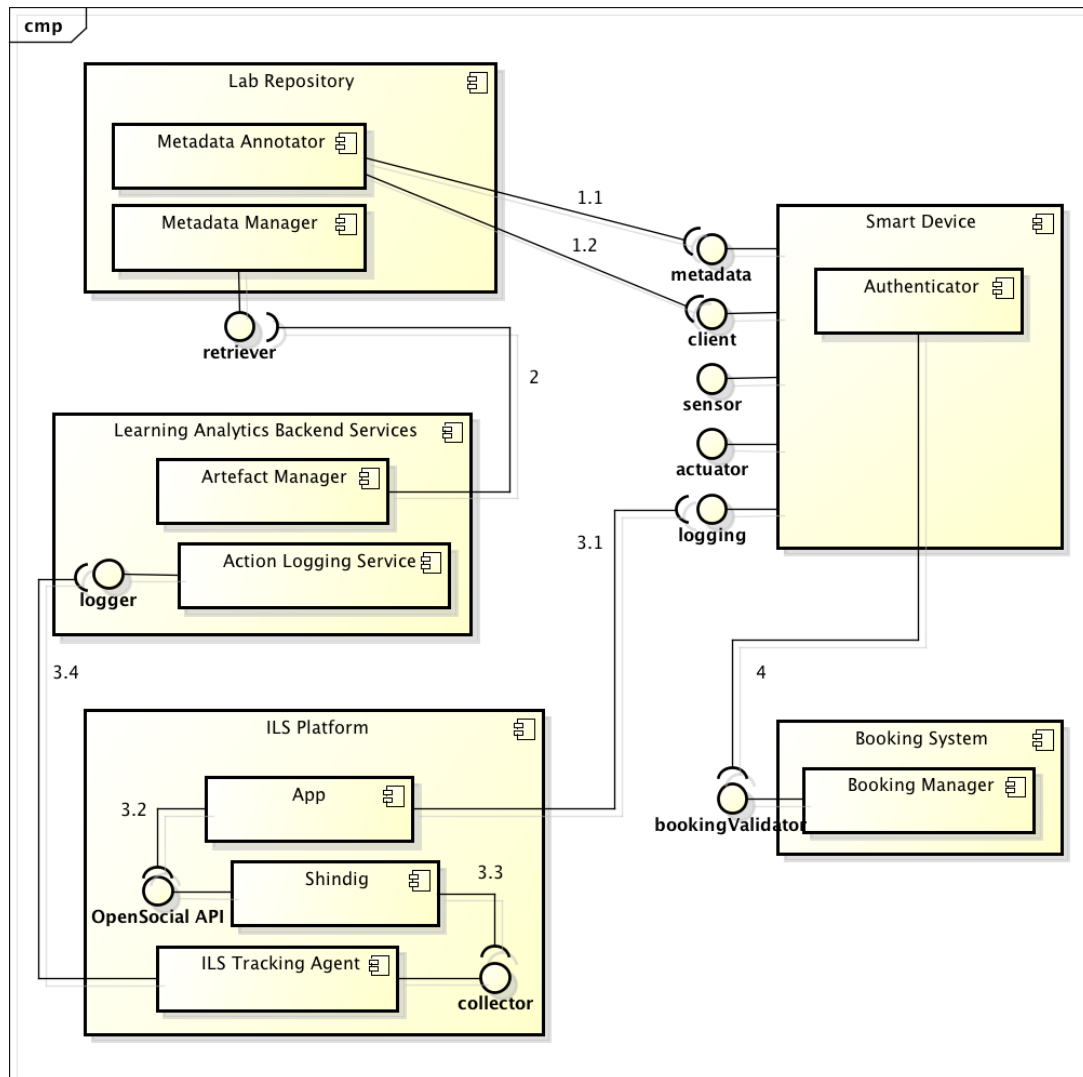 cmp
Lab Repository
Metadata Annotator
Metadata Manager
retriever
1.1
1.2
metadata
client
sensor
actuator
logging
Smart Device
Authenticator
2
Learning Analytics Backend Services
Artefact Manager
Action Logging Service
logger
3.1
3.4
4
ILS Platform
App
3.2
Shindig
3.3
OpenSocial API
ILS Tracking Agent
collector
Booking System
Booking Manager
bookingValidator